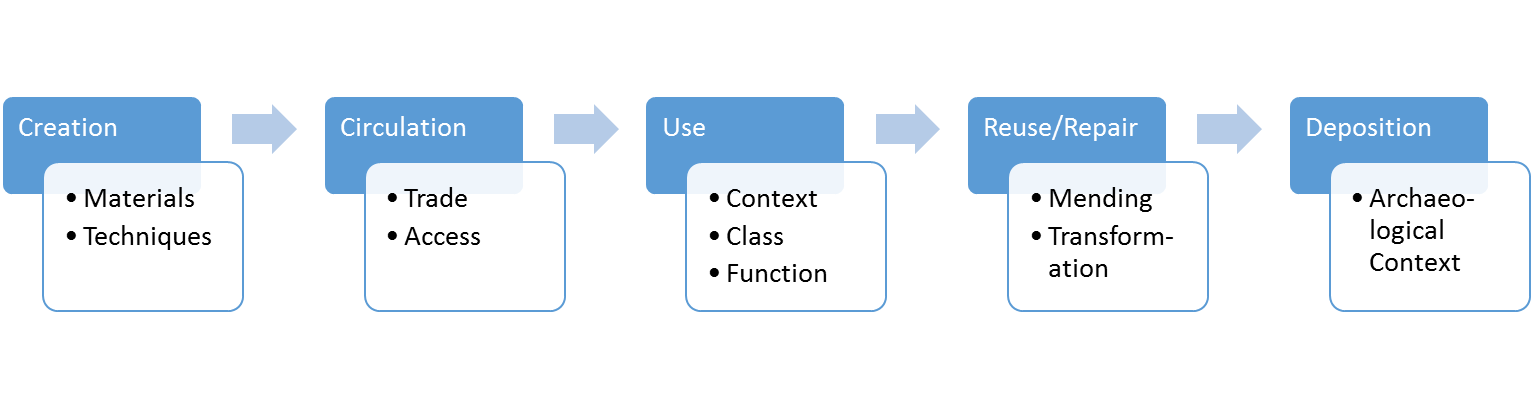 Creation
• Materials
• Techniques
Circulation
• Trade
• Access
Use
• Context
• Class
• Function
Reuse/Repair
• Mending
• Transform-
ation
Deposition
• Archaeo-
logical
Context